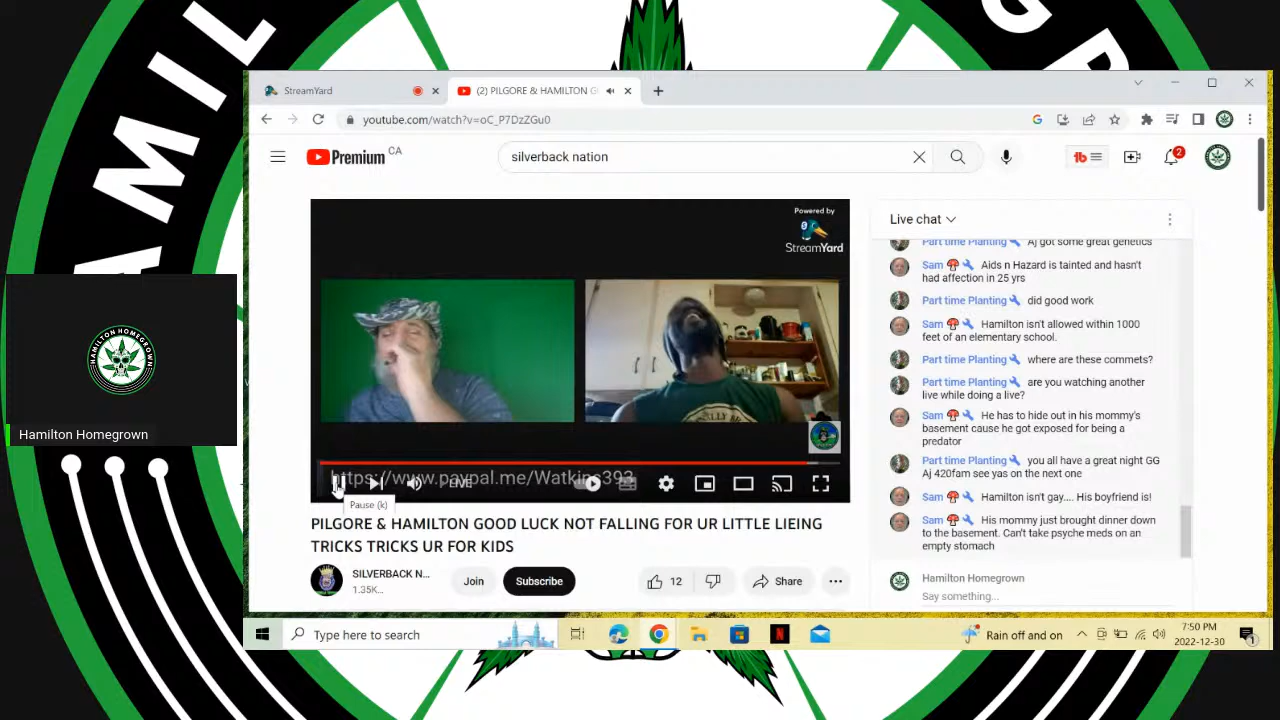 AMIL
GR
StreamYard
(2) PILGORE & HAMILTON G
youtube.com/watch?v=oC_P7DzZGu0
Premium CA
silverback nation
2
Powered by
StreamYard
https://www.paypal.me/Watkins393
LIVE
Pause (k)
PILGORE & HAMILTON GOOD LUCK NOT FALLING FOR UR LITTLE LIEING
TRICKS TRICKS UR FOR KIDS
SILVERBACK N...
1.35K...
Join
Subscribe
12
Share
Live chat
Part time Planting Aj got some great genetics
Sam Aids n Hazard is tainted and hasn't
had affection in 25 yrs
Part time Planting did good work
Sam Hamilton isn't allowed within 1000
feet of an elementary school.
Part time Planting where are these commets?
Part time Planting are you watching another
live while doing a live?
Sam He has to hide out in his mommy's
basement cause he got exposed for being a
predator
Part time Planting you all have a great night GG
Aj 420fam see yas on the next one
Sam Hamilton isn't gay.... His boyfriend is!
Sam His mommy just brought dinner down
to the basement. Can't take psyche meds on an
empty stomach
Hamilton Homegrown
Say something...
HAMILTON HOMEGROWN
Hamilton Homegrown
Type here to search
Rain off and on
7:50 PM
2022-12-30
1